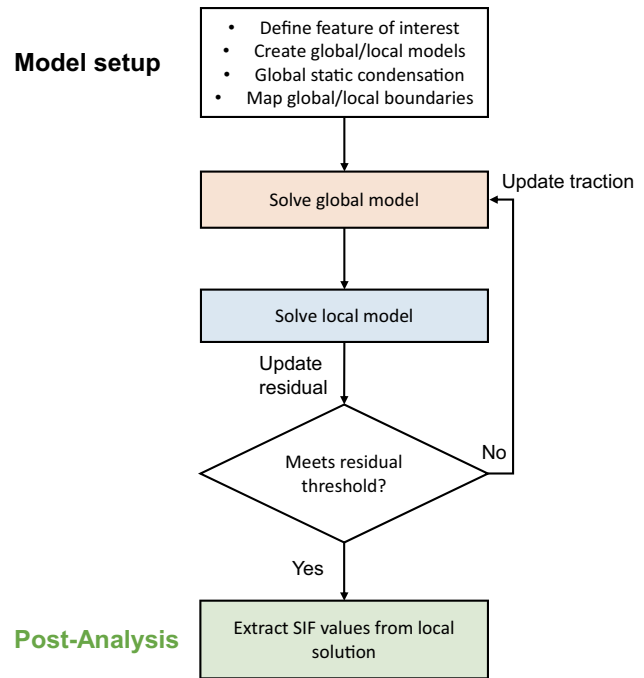 Model setup
• Define feature of interest
• Create global/local models
• Global static condensation
• Map global/local boundaries
Update traction
Solve global model
Solve local model
Update
residual
Meets residual
threshold?
No
Yes
Post-Analysis
Extract SIF values from local
solution